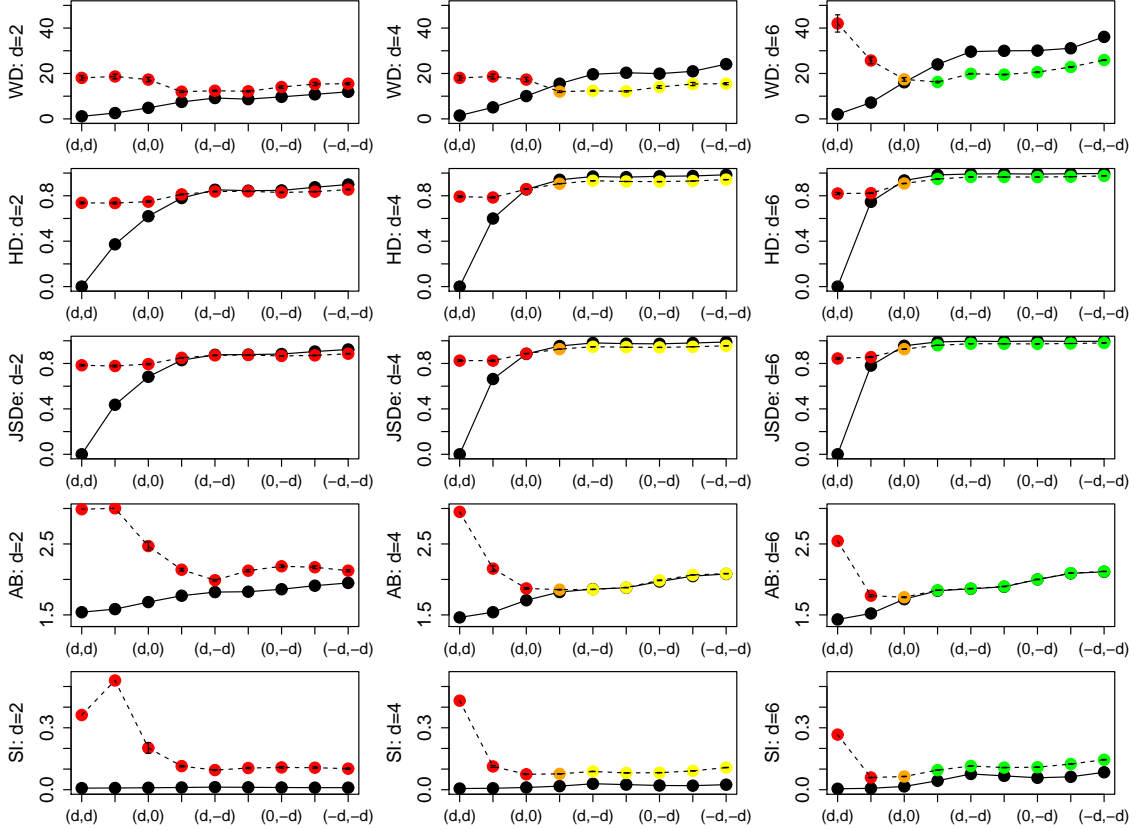 WD: d=2
0 20 40
(d,d) (d,0) (d,−d) (0,−d) (−d,−d)
WD: d=4
0 20 40
(d,d) (d,0) (d,−d) (0,−d) (−d,−d)
WD: d=6
0 20 40
(d,d) (d,0) (d,−d) (0,−d) (−d,−d)
HD: d=2
0.0 0.4 0.8
(d,d) (d,0) (d,−d) (0,−d) (−d,−d)
HD: d=4
0.0 0.4 0.8
(d,d) (d,0) (d,−d) (0,−d) (−d,−d)
HD: d=6
0.0 0.4 0.8
(d,d) (d,0) (d,−d) (0,−d) (−d,−d)
JSDe: d=2
0.0 0.4 0.8
(d,d) (d,0) (d,−d) (0,−d) (−d,−d)
JSDe: d=4
0.0 0.4 0.8
(d,d) (d,0) (d,−d) (0,−d) (−d,−d)
JSDe: d=6
0.0 0.4 0.8
(d,d) (d,0) (d,−d) (0,−d) (−d,−d)
AB: d=2
1.5 2.5
(d,d) (d,0) (d,−d) (0,−d) (−d,−d)
AB: d=4
1.5 2.5
(d,d) (d,0) (d,−d) (0,−d) (−d,−d)
AB: d=6
1.5 2.5
(d,d) (d,0) (d,−d) (0,−d) (−d,−d)
SI: d=2
0.0 0.3
(d,d) (d,0) (d,−d) (0,−d) (−d,−d)
SI: d=4
0.0 0.3
(d,d) (d,0) (d,−d) (0,−d) (−d,−d)
SI: d=6
0.0 0.3
(d,d) (d,0) (d,−d) (0,−d) (−d,−d)